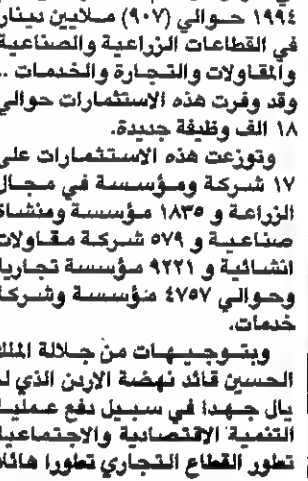 ١٩٩٤ حوالي (٩٠٧) ملايين دينار
في القطاعات الزراعية والصناعية
والمقاولات والتجارة والخدمات ..
وقد وفرت هذه الاستثمارات حوالي
١٨ الف وظيفة جديدة.
وتوزعت هذه الاستثمارات على
١٧ شركة ومؤسسة في مجال
الزراعة و ١٨٣٥ مؤسسة ومنشاة
صناعية و ٥٧٩ شركة مقاولات
انشائية و ٩٢٢١ مؤسسة تجارية
وحوالي ٤٧٥٧ مؤسسة وشركة
خدمات.
وبتوجيهات من جلالة الملك
الحسين قائد نهضة الاردن الذي لم
يال جهدا في سبيل دفع عملية
التنمية الاقتصادية والاجتماعية
تطور القطاع التجاري تطورا هائلا